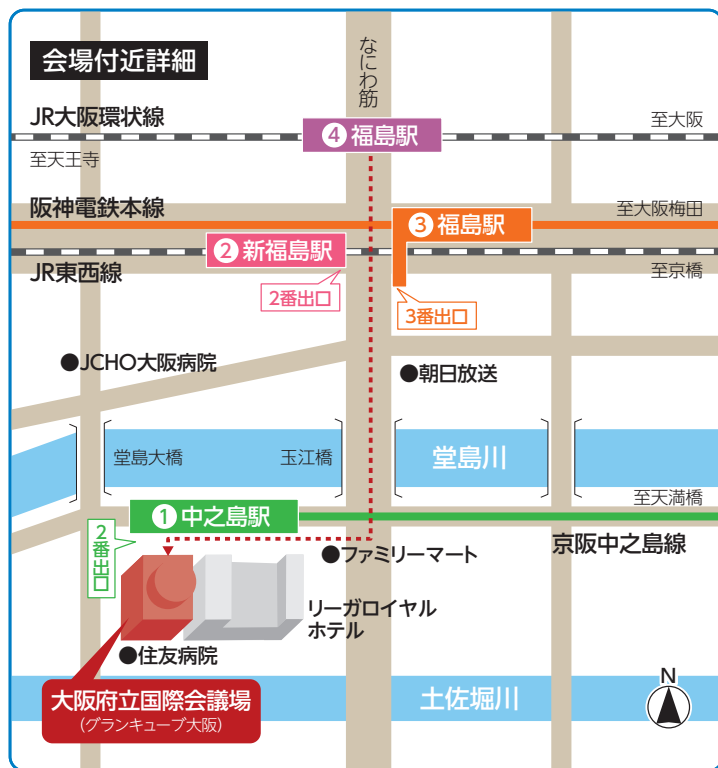 会場付近詳細
なにわ筋
JR大阪環状線
④福島駅
至大阪
至天王寺
阪神電鉄本線
至大阪梅田
③福島駅
②新福島駅
JR東西線
至京橋
2番出口
3番出口
●JCHO大阪病院
●朝日放送
堂島大橋
玉江橋
堂島川
至天満橋
①中之島駅
2番出口
京阪中之島線
●ファミリーマート
リーガロイヤル
ホテル
●住友病院
大阪府立国際会議場
(グランキューブ大阪)
土佐堀川
N